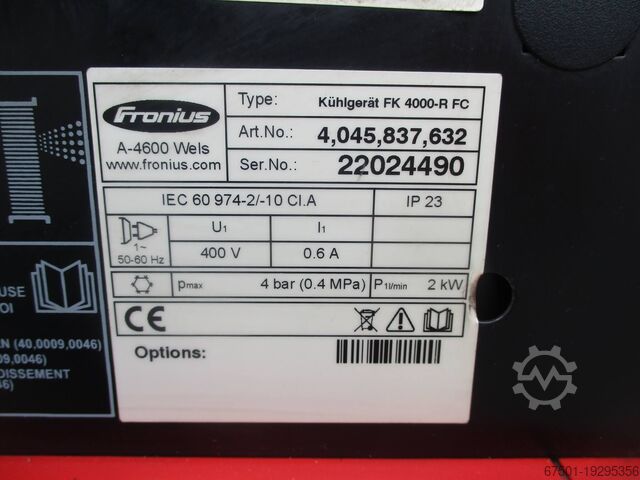 Fronius
A-4600 Wels
www.fronius.com
Type: Kühlgerät FK 4000-R FC
Art.No.: 4,045,837,632
Ser.No.: 22024490
IEC 60 974-2/-10 Cl.A IP 23
1~
50-60 Hz
U1 I1
400 V 0.6 A
pmax 4 bar (0.4 MPa) P1l/min 2 kW
CE
Options:
USE
OI
EN (40,0009,0046)
09,0046)
DISSEMENT
46)
67501-19295356